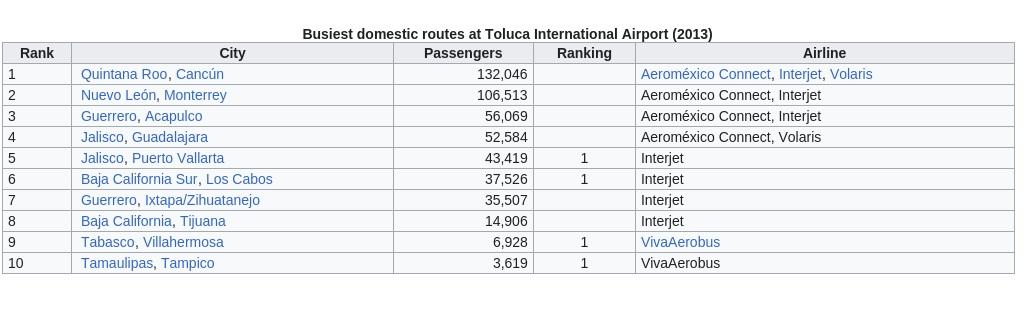 Busiest domestic routes at Toluca International Airport (2013)
Rank City Passengers Ranking Airline
1 Quintana Roo, Cancún 132,046 Aeroméxico Connect, Interjet, Volaris
2 Nuevo León, Monterrey 106,513 Aeroméxico Connect, Interjet
3 Guerrero, Acapulco 56,069 Aeroméxico Connect, Interjet
4 Jalisco, Guadalajara 52,584 Aeroméxico Connect, Volaris
5 Jalisco, Puerto Vallarta 43,419 1 Interjet
6 Baja California Sur, Los Cabos 37,526 1 Interjet
7 Guerrero, Ixtapa/Zihuatanejo 35,507 Interjet
8 Baja California, Tijuana 14,906 Interjet
9 Tabasco, Villahermosa 6,928 1 VivaAerobus
10 Tamaulipas, Tampico 3,619 1 VivaAerobus